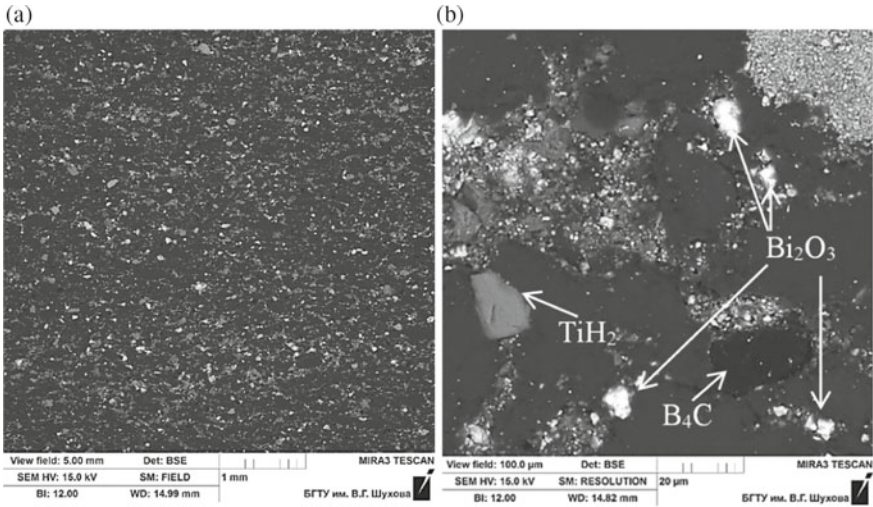 (a)
(b)
Bi₂O₃
TiH₂
B₄C
View field: 5.00 mm Det: BSE MIRA3 TESCAN
SEM HV: 15.0 kV SM: FIELD 1 mm
BI: 12.00 WD: 14.99 mm БГТУ им. В.Г. Шухова
View field: 100.0 µm Det: BSE MIRA3 TESCAN
SEM HV: 15.0 kV SM: RESOLUTION 20 µm
BI: 12.00 WD: 14.82 mm БГТУ им. В.Г. Шухова